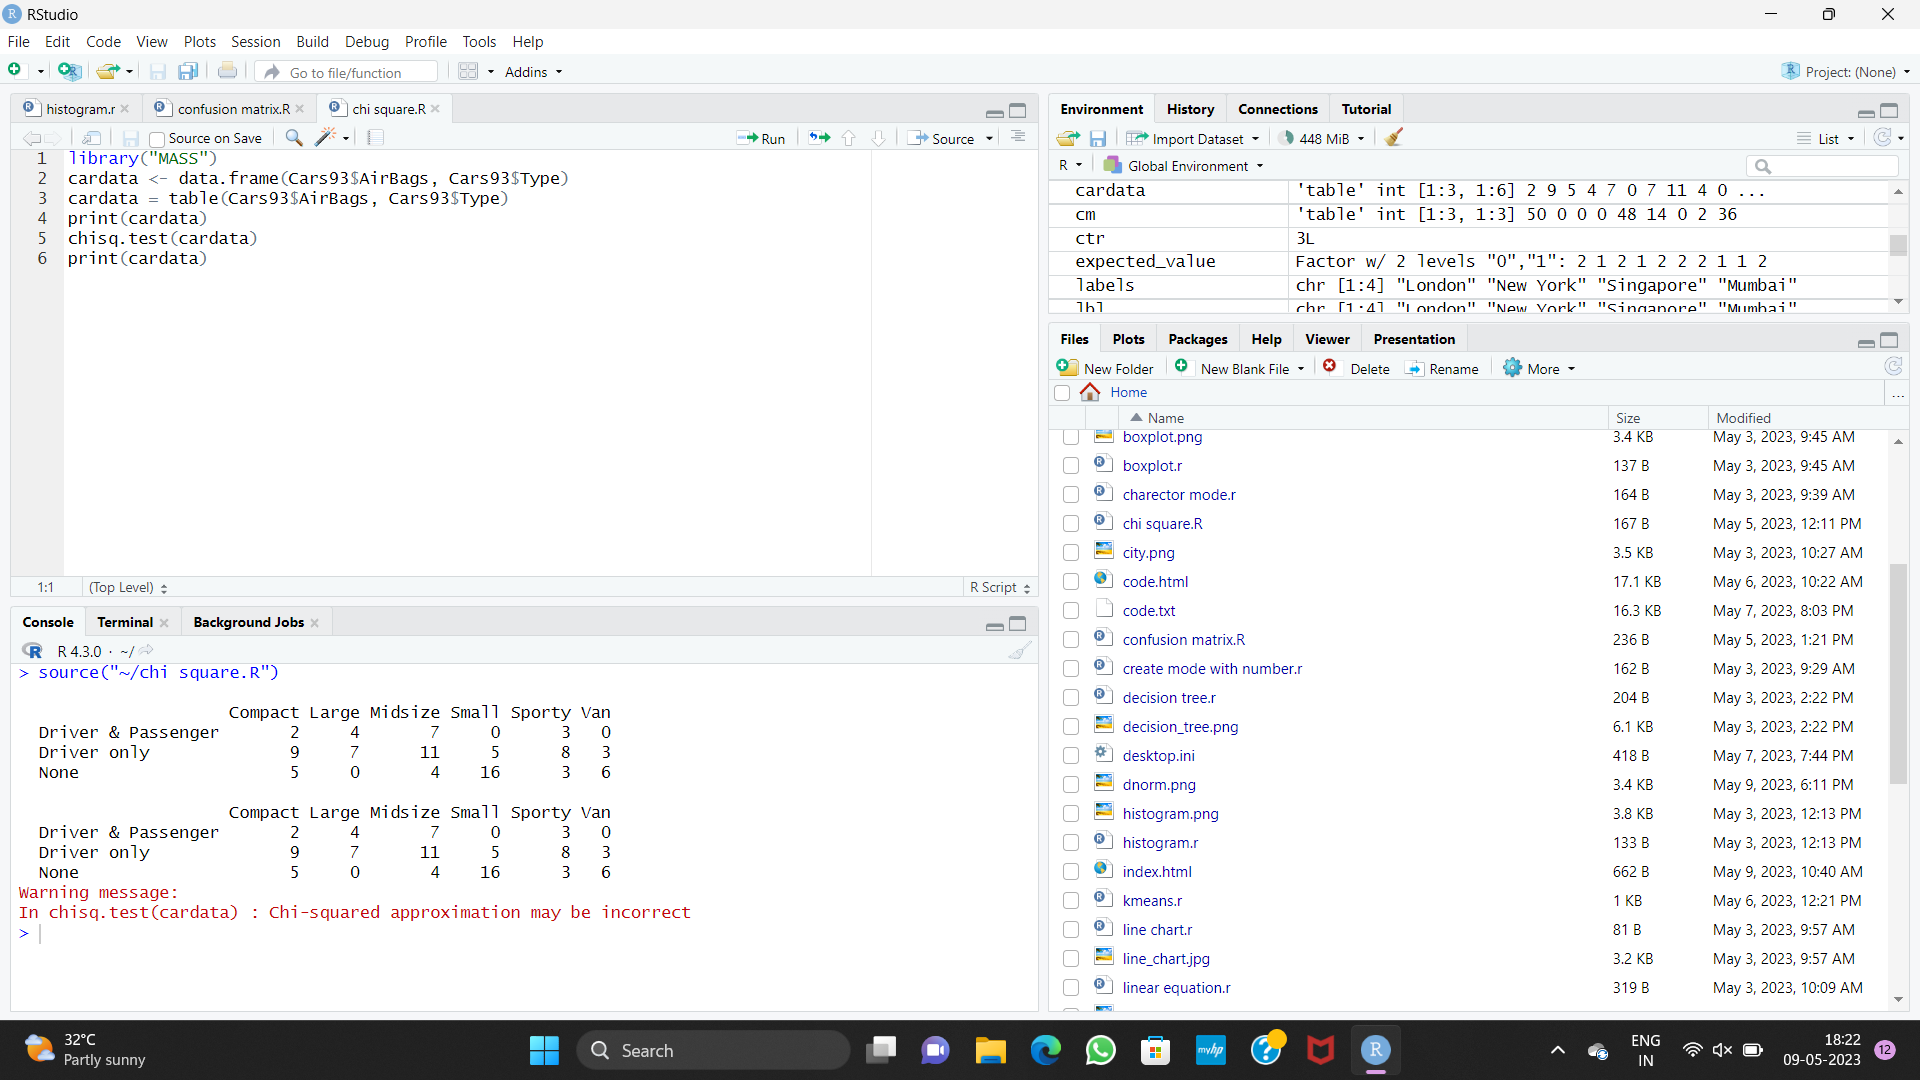 RStudio
File Edit Code View Plots Session Build Debug Profile Tools Help
Go to file/function Addins Project: (None)
histogram.r confusion matrix.R chi square.R
Source on Save Run Source
1 library("MASS")
2 cardata <- data.frame(Cars93$AirBags, Cars93$Type)
3 cardata = table(Cars93$AirBags, Cars93$Type)
4 print(cardata)
5 chisq.test(cardata)
6 print(cardata)
1:1 (Top Level) R Script
Console Terminal Background Jobs
R 4.3.0 · ~/
> source("~/chi square.R")
Compact Large Midsize Small Sporty Van
Driver & Passenger 2 4 7 0 3 0
Driver only 9 7 11 5 8 3
None 5 0 4 16 3 6
Compact Large Midsize Small Sporty Van
Driver & Passenger 2 4 7 0 3 0
Driver only 9 7 11 5 8 3
None 5 0 4 16 3 6
Warning message:
In chisq.test(cardata) : Chi-squared approximation may be incorrect
>
Environment History Connections Tutorial
Import Dataset 448 MiB List
R Global Environment
cardata 'table' int [1:3, 1:6] 2 9 5 4 7 0 7 11 4 0 ...
cm 'table' int [1:3, 1:3] 50 0 0 0 48 14 0 2 36
ctr 3L
expected_value Factor w/ 2 levels "0","1": 2 1 2 1 2 2 2 1 1 2
labels chr [1:4] "London" "New York" "Singapore" "Mumbai"
lbl chr [1:4] "London" "New York" "Singapore" "Mumbai"
Files Plots Packages Help Viewer Presentation
New Folder New Blank File Delete Rename More
Home ...
Name Size Modified
boxplot.png 3.4 KB May 3, 2023, 9:45 AM
boxplot.r 137 B May 3, 2023, 9:45 AM
charector mode.r 164 B May 3, 2023, 9:39 AM
chi square.R 167 B May 5, 2023, 12:11 PM
city.png 3.5 KB May 3, 2023, 10:27 AM
code.html 17.1 KB May 6, 2023, 10:22 AM
code.txt 16.3 KB May 7, 2023, 8:03 PM
confusion matrix.R 236 B May 5, 2023, 1:21 PM
create mode with number.r 162 B May 3, 2023, 9:29 AM
decision tree.r 204 B May 3, 2023, 2:22 PM
decision_tree.png 6.1 KB May 3, 2023, 2:22 PM
desktop.ini 418 B May 7, 2023, 7:44 PM
dnorm.png 3.4 KB May 9, 2023, 6:11 PM
histogram.png 3.8 KB May 3, 2023, 12:13 PM
histogram.r 133 B May 3, 2023, 12:13 PM
index.html 662 B May 9, 2023, 10:40 AM
kmeans.r 1 KB May 6, 2023, 12:21 PM
line chart.r 81 B May 3, 2023, 9:57 AM
line_chart.jpg 3.2 KB May 3, 2023, 9:57 AM
linear equation.r 319 B May 3, 2023, 10:09 AM
32°C
Partly sunny
Search
myhp
R
ENG
IN
18:22
09-05-2023
12